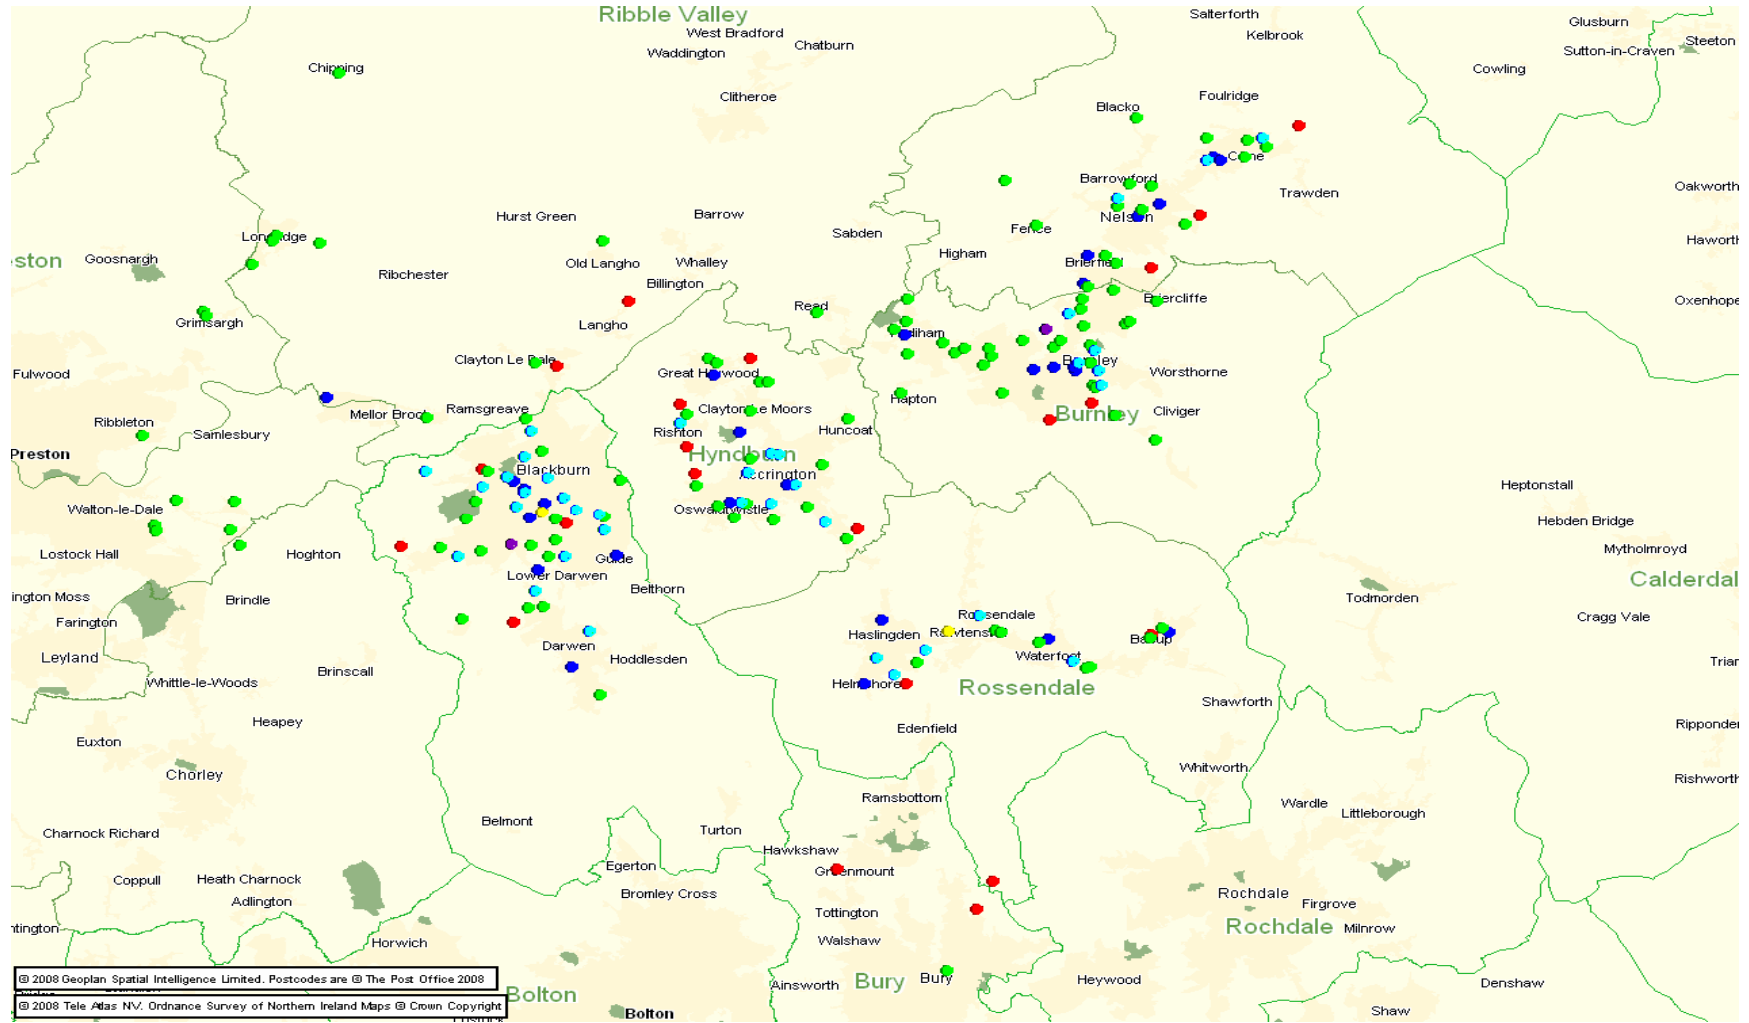 Ribble Valley
Salterforth
Glusburn
West Bradford
Kelbrook
Steeton
Chatburn
Sutton-in-Craven
Waddington
Chipping
Cowling
Clitheroe
Foulridge
Blacko
Barrowford
Oakworth
Trawden
Hurst Green
Barrow
Nelson
Fence
Sabden
Longridge
Haworth
Goosnargh
Higham
ston
Old Langho
Whalley
Brierfield
Ribchester
Billington
Briercliffe
Oxenhope
Read
Grimsargh
Langho
Padiham
Clayton Le Dale
Burnley
Fulwood
Great Harwood
Worsthorne
Hapton
Mellor Brook
Ramsgreave
Clayton Le Moors
Burnley
Cliviger
Ribbleton
Samlesbury
Rishton
Huncoat
Preston
Hyndburn
Blackburn
Accrington
Heptonstall
Walton-le-Dale
Oswaldtwistle
Hebden Bridge
Lostock Hall
Hoghton
Mytholmroyd
Guide
Lower Darwen
Calderdal
Belthorn
ington Moss
Brindle
Todmorden
Farington
Rossendale
Cragg Vale
Haslingden
Rawtenstall
Bacup
Darwen
Leyland
Hoddlesden
Waterfoot
Brinscall
Whittle-le-Woods
Helmshore
Rossendale
Shawforth
Heapey
Edenfield
Ripponden
Euxton
Whitworth
Chorley
Rishworth
Ramsbottom
Wardle
Littleborough
Belmont
Turton
Charnock Richard
Hawkshaw
Egerton
Greenmount
Coppull
Heath Charnock
Bromley Cross
Rochdale
Adlington
Firgrove
Tottington
Rochdale
Milnrow
Horwich
Walshaw
© 2008 Geoplan Spatial Intelligence Limited. Postcodes are © The Post Office 2008
Bury
Bury
Heywood
Denshaw
Ainsworth
Bolton
© 2008 Tele Atlas N.V. Ordnance Survey of Northern Ireland Maps © Crown Copyright
Bolton
Shaw